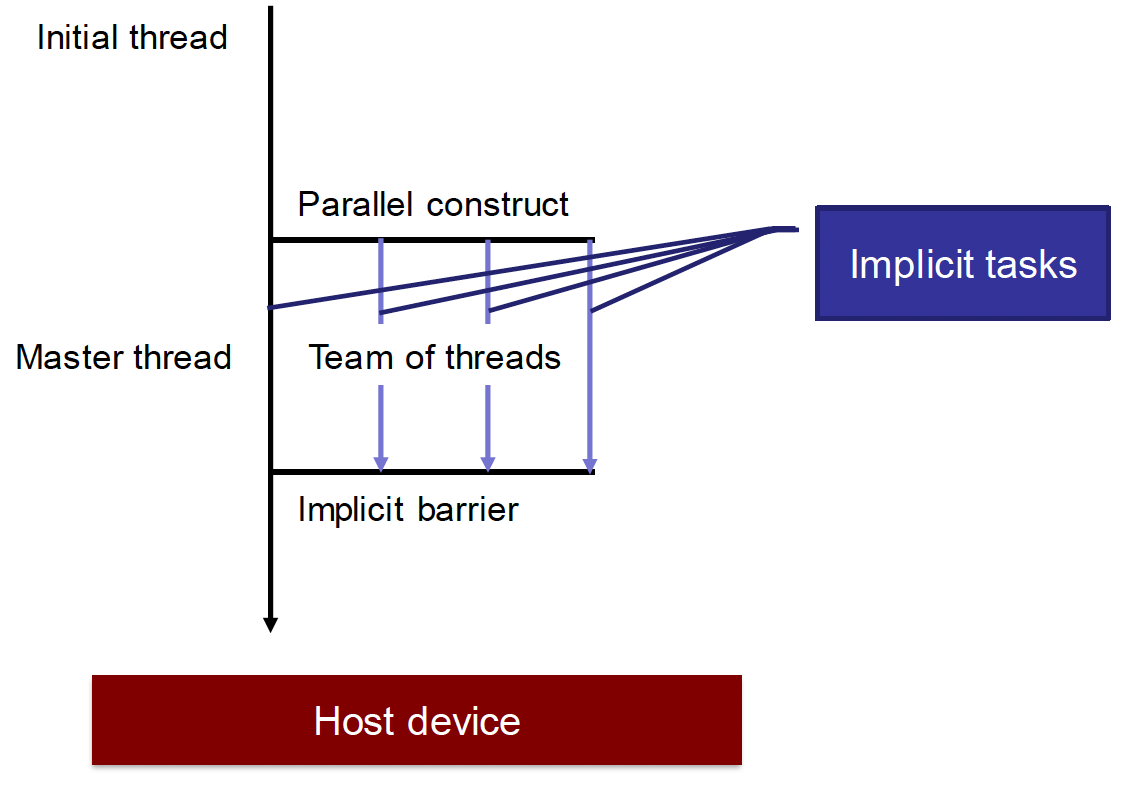 Initial thread
Parallel construct
Implicit tasks
Master thread
Team of threads
Implicit barrier
Host device